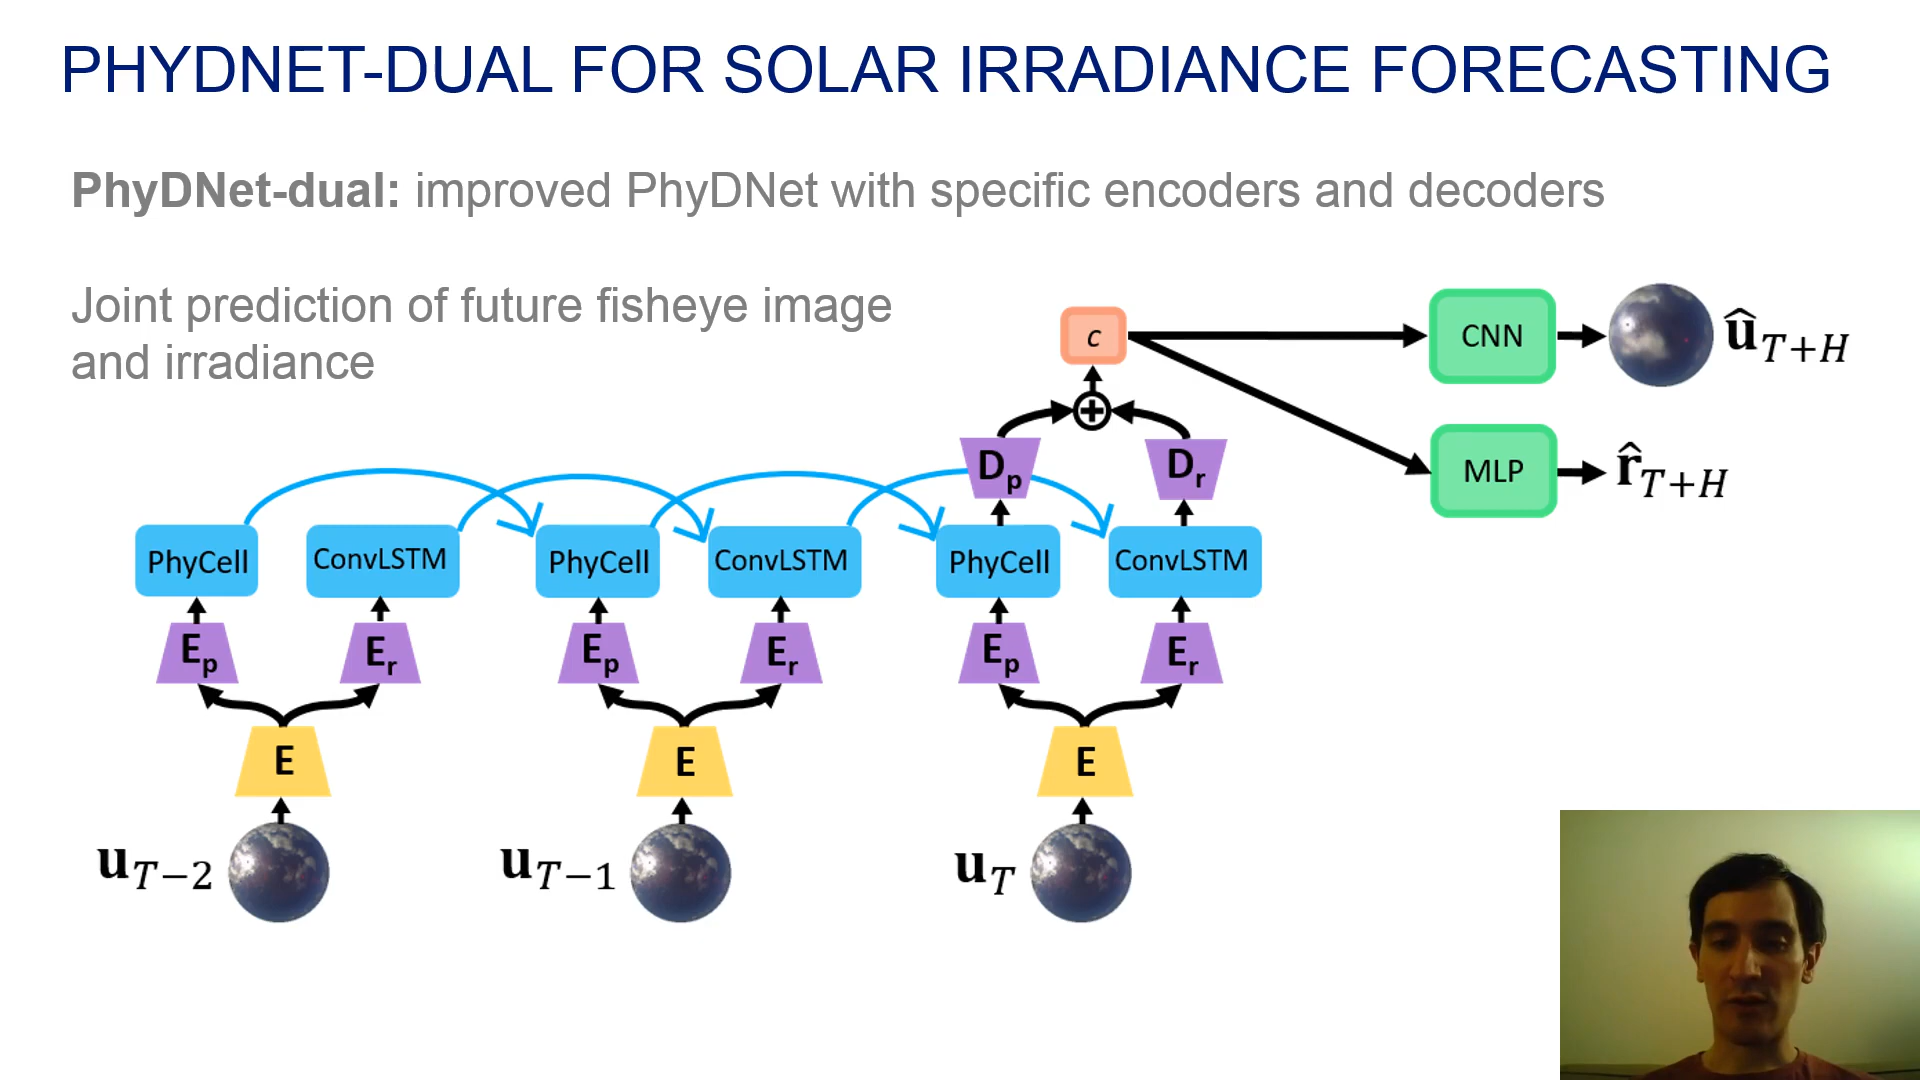 PHYDNET-DUAL FOR SOLAR IRRADIANCE FORECASTING
PhyDNet-dual: improved PhyDNet with specific encoders and decoders
Joint prediction of future fisheye image
and irradiance
c
CNN
û_{T+H}
MLP
r̂_{T+H}
D_p
D_r
PhyCell
ConvLSTM
PhyCell
ConvLSTM
PhyCell
ConvLSTM
E_p
E_r
E_p
E_r
E_p
E_r
E
E
E
u_{T−2}
u_{T−1}
u_T